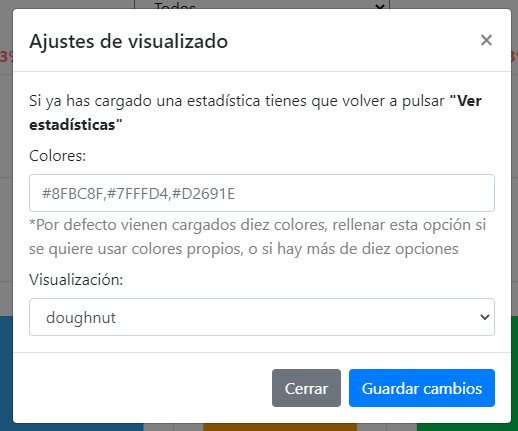 Todos
Ajustes de visualizado
×
3%
3%
Si ya has cargado una estadística tienes que volver a pulsar "Ver
estadísticas"
Colores:
#8FBC8F,#7FFFD4,#D2691E
*Por defecto vienen cargados diez colores, rellenar esta opción si
se quiere usar colores propios, o si hay más de diez opciones
Visualización:
doughnut
Cerrar
Guardar cambios